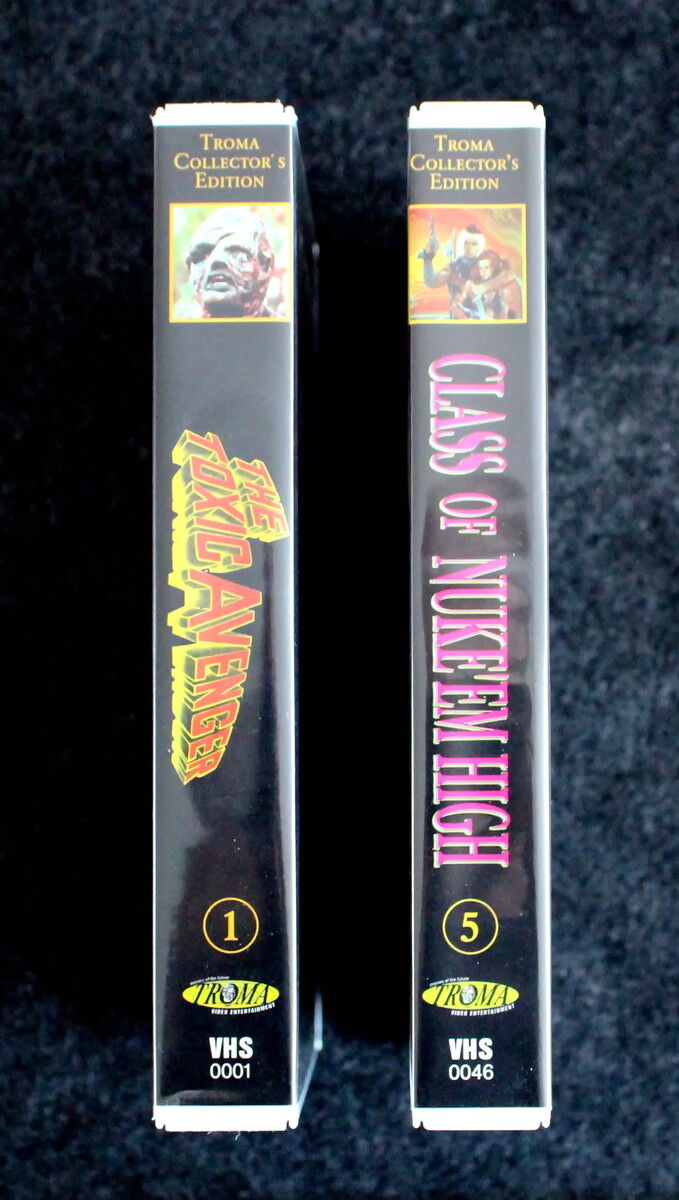 TROMA
COLLECTOR´S
EDITION
THE
TOXIC AVENGER
1
TROMA
VIDEO ENTERTAINMENT
VHS
0001
TROMA
COLLECTOR'S
EDITION
CLASS OF NUKE'EM HIGH
5
TROMA
VIDEO ENTERTAINMENT
VHS
0046